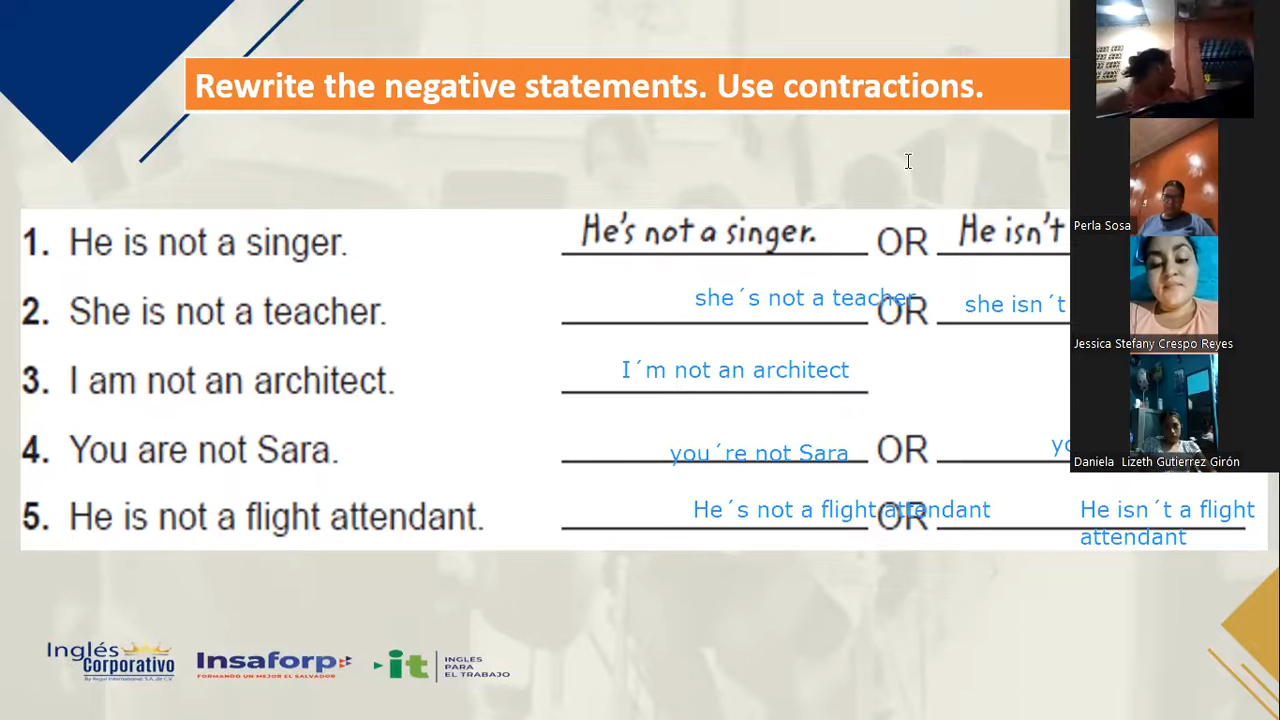 Rewrite the negative statements. Use contractions.
1. He is not a singer. He's not a singer. OR He isn't
2. She is not a teacher. she´s not a teacher OR she isn´t
3. I am not an architect. I´m not an architect
4. You are not Sara. you´re not Sara OR
5. He is not a flight attendant. He´s not a flight attendant OR He isn´t a flight
attendant
Perla Sosa
Jessica Stefany Crespo Reyes
Daniela Lizeth Gutierrez Girón
Inglés
Corporativo
By Regal International, S.A. de C.V.
Insaforp
FORMANDO UN MEJOR EL SALVADOR
it
INGLES
PARA
EL TRABAJO